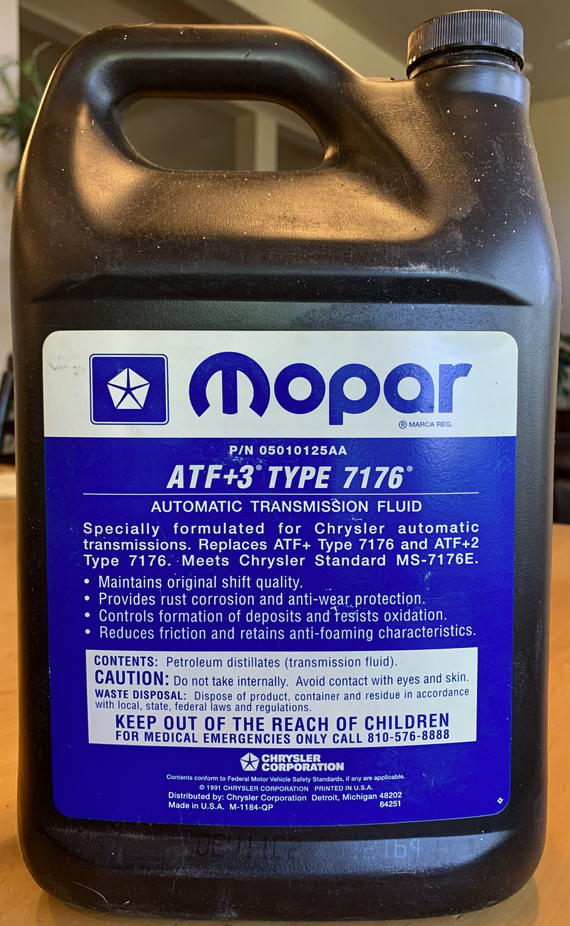 mopar
® MARCA REG.
P/N 05010125AA
ATF+3® TYPE 7176®
AUTOMATIC TRANSMISSION FLUID
Specially formulated for Chrysler automatic
transmissions. Replaces ATF+ Type 7176 and ATF+2
Type 7176. Meets Chrysler Standard MS-7176E.
• Maintains original shift quality.
• Provides rust corrosion and anti-wear protection.
• Controls formation of deposits and resists oxidation.
• Reduces friction and retains anti-foaming characteristics.
CONTENTS: Petroleum distillates (transmission fluid).
CAUTION: Do not take internally. Avoid contact with eyes and skin.
WASTE DISPOSAL: Dispose of product, container and residue in accordance
with local, state, federal laws and regulations.
KEEP OUT OF THE REACH OF CHILDREN
FOR MEDICAL EMERGENCIES ONLY CALL 810-576-8888
CHRYSLER
CORPORATION
Contents conform to Federal Motor Vehicle Safety Standards, if any are applicable.
© 1991 CHRYSLER CORPORATION PRINTED IN U.S.A.
Distributed by: Chrysler Corporation Detroit, Michigan 48202
Made in U.S.A. M-1184-QP 64251